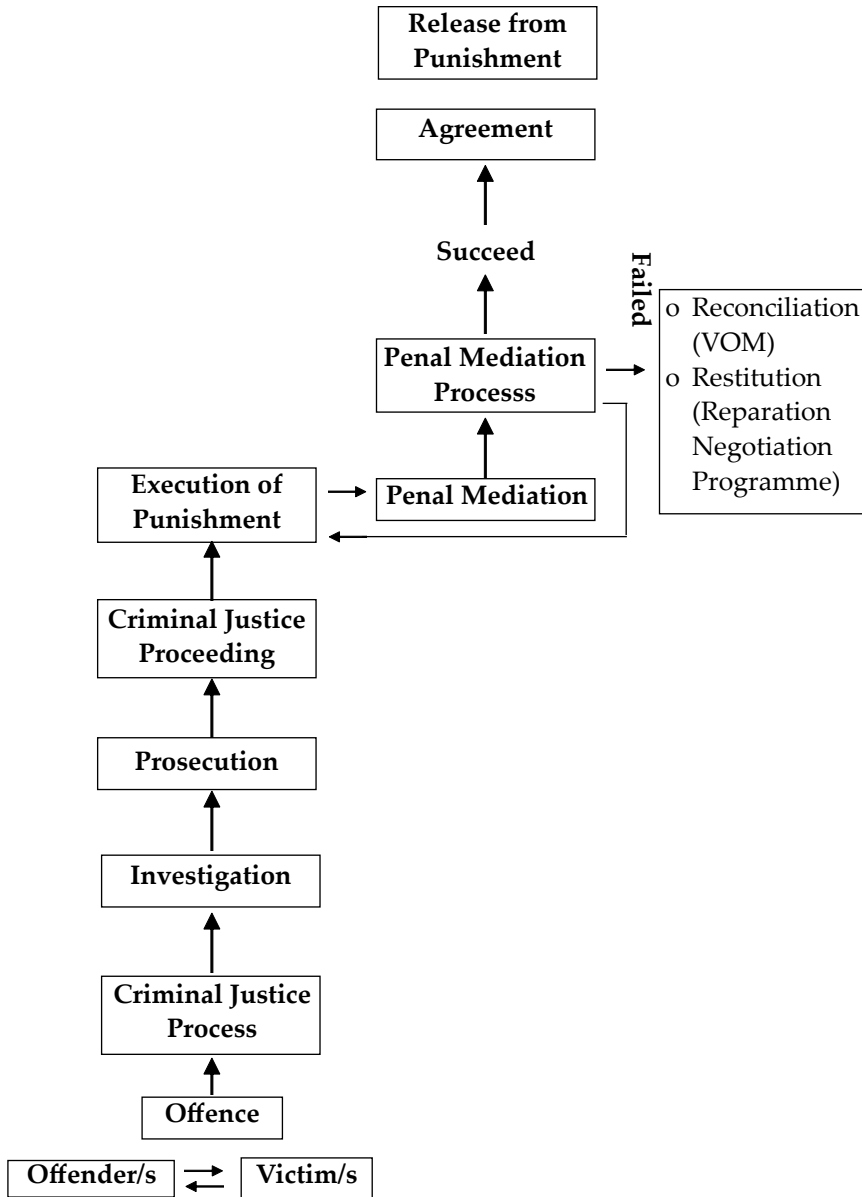 Release from
Punishment
Agreement
Succeed
Failed
o Reconciliation
(VOM)
o Restitution
(Reparation
Negotiation
Programme)
Penal Mediation
Processs
Execution of
Punishment
Penal Mediation
Criminal Justice
Proceeding
Prosecution
Investigation
Criminal Justice
Process
Offence
Offender/s
Victim/s